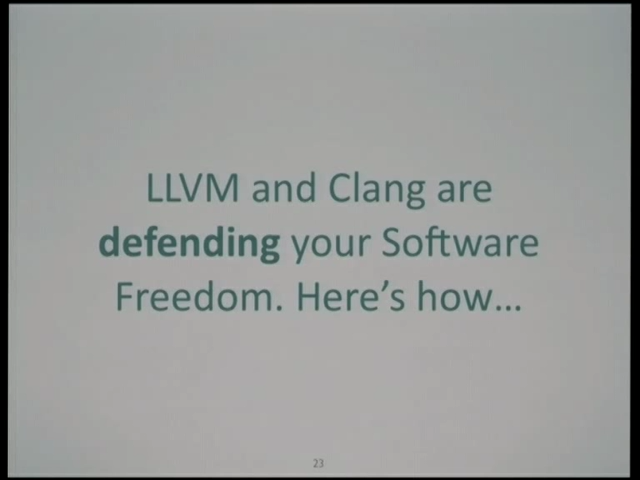 LLVM and Clang are
defending your Software
Freedom. Here’s how...
23